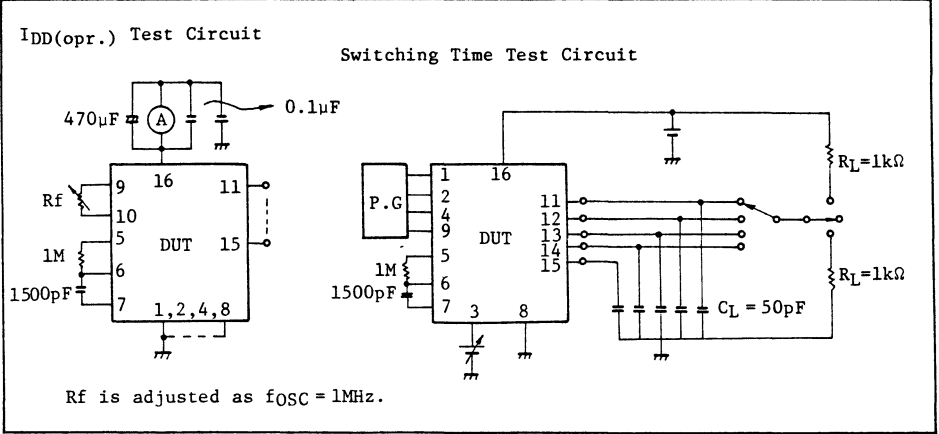 IDD(opr.) Test Circuit
Switching Time Test Circuit
470μF
A
0.1μF
16
9
11
Rf
10
5
DUT
15
1M
6
1500pF
7
1,2,4,8
Rf is adjusted as fOSC = 1MHz.
P.G
1
16
2
4
9
11
12
13
14
15
DUT
5
1M
6
1500pF
7
3
8
RL=1kΩ
RL=1kΩ
CL = 50pF